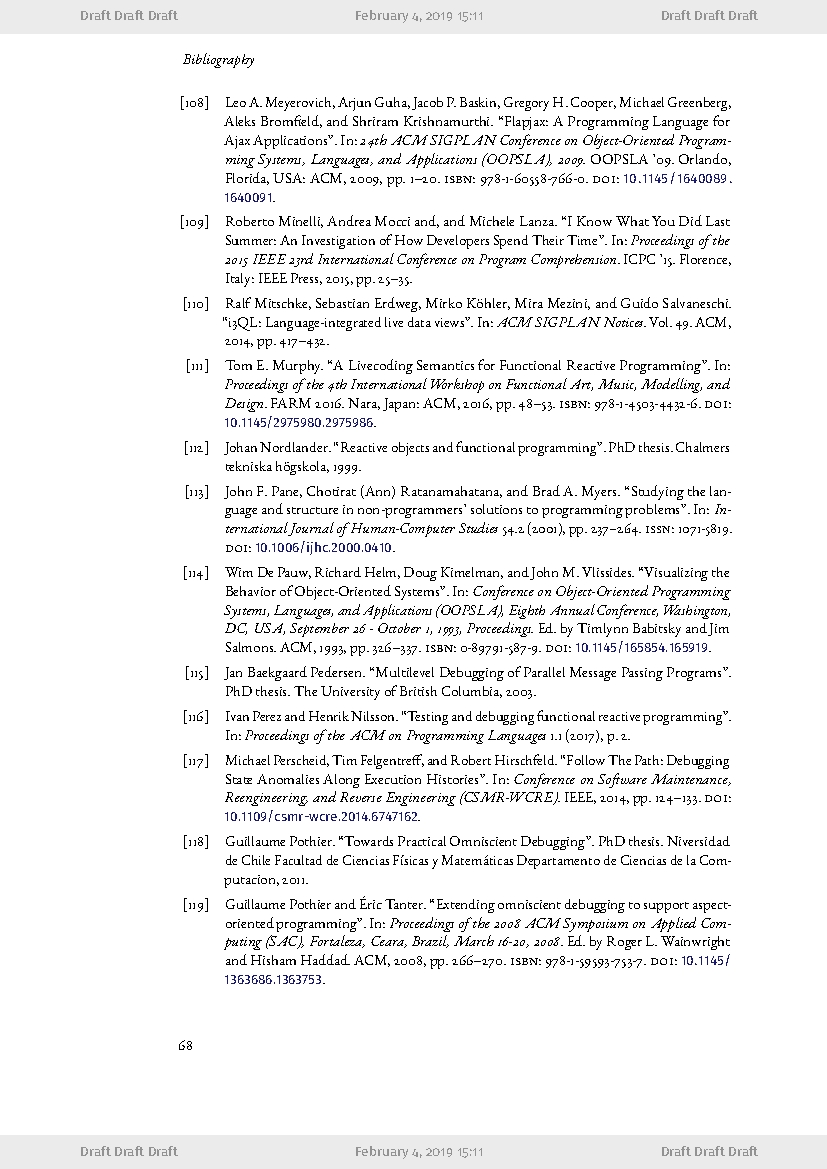 Draft Draft Draft February 4, 2019 15:11 Draft Draft Draft
Bibliography
[108] Leo A. Meyerovich, Arjun Guha, Jacob P. Baskin, Gregory H. Cooper, Michael Greenberg,
Aleks Bromfield, and Shriram Krishnamurthi. “Flapjax: A Programming Language for
Ajax Applications”. In: 24th ACM SIGPLAN Conference on Object-Oriented Program-
ming Systems, Languages, and Applications (OOPSLA), 2009. OOPSLA ’09. Orlando,
Florida, USA: ACM, 2009, pp. 1–20. ISBN: 978-1-60558-766-0. DOI: 10.1145/1640089.
1640091.
[109] Roberto Minelli, Andrea Mocci and, and Michele Lanza. “I Know What You Did Last
Summer: An Investigation of How Developers Spend Their Time”. In: Proceedings of the
2015 IEEE 23rd International Conference on Program Comprehension. ICPC ’15. Florence,
Italy: IEEE Press, 2015, pp. 25–35.
[110] Ralf Mitschke, Sebastian Erdweg, Mirko Köhler, Mira Mezini, and Guido Salvaneschi.
“i3QL: Language-integrated live data views”. In: ACM SIGPLAN Notices. Vol. 49. ACM,
2014, pp. 417–432.
[111] Tom E. Murphy. “A Livecoding Semantics for Functional Reactive Programming”. In:
Proceedings of the 4th International Workshop on Functional Art, Music, Modelling, and
Design. FARM 2016. Nara, Japan: ACM, 2016, pp. 48–53. ISBN: 978-1-4503-4432-6. DOI:
10.1145/2975980.2975986.
[112] Johan Nordlander. “Reactive objects and functional programming”. PhD thesis. Chalmers
tekniska högskola, 1999.
[113] John F. Pane, Chotirat (Ann) Ratanamahatana, and Brad A. Myers. “Studying the lan-
guage and structure in non-programmers’ solutions to programming problems”. In: In-
ternational Journal of Human-Computer Studies 54.2 (2001), pp. 237–264. ISSN: 1071-5819.
DOI: 10.1006/ijhc.2000.0410.
[114] Wim De Pauw, Richard Helm, Doug Kimelman, and John M. Vlissides. “Visualizing the
Behavior of Object-Oriented Systems”. In: Conference on Object-Oriented Programming
Systems, Languages, and Applications (OOPSLA), Eighth Annual Conference, Washington,
DC, USA, September 26 - October 1, 1993, Proceedings. Ed. by Timlynn Babitsky and Jim
Salmons. ACM, 1993, pp. 326–337. ISBN: 0-89791-587-9. DOI: 10.1145/165854.165919.
[115] Jan Baekgaard Pedersen. “Multilevel Debugging of Parallel Message Passing Programs”.
PhD thesis. The University of British Columbia, 2003.
[116] Ivan Perez and Henrik Nilsson. “Testing and debugging functional reactive programming”.
In: Proceedings of the ACM on Programming Languages 1.1 (2017), p. 2.
[117] Michael Perscheid, Tim Felgentreff, and Robert Hirschfeld. “Follow The Path: Debugging
State Anomalies Along Execution Histories”. In: Conference on Software Maintenance,
Reengineering, and Reverse Engineering (CSMR-WCRE). IEEE, 2014, pp. 124–133. DOI:
10.1109/csmr-wcre.2014.6747162.
[118] Guillaume Pothier. “Towards Practical Omniscient Debugging”. PhD thesis. Niversidad
de Chile Facultad de Ciencias Físicas y Matemáticas Departamento de Ciencias de la Com-
putacion, 2011.
[119] Guillaume Pothier and Éric Tanter. “Extending omniscient debugging to support aspect-
oriented programming”. In: Proceedings of the 2008 ACM Symposium on Applied Com-
puting (SAC), Fortaleza, Ceara, Brazil, March 16-20, 2008. Ed. by Roger L. Wainwright
and Hisham Haddad. ACM, 2008, pp. 266–270. ISBN: 978-1-59593-753-7. DOI: 10.1145/
1363686.1363753.
68
Draft Draft Draft February 4, 2019 15:11 Draft Draft Draft